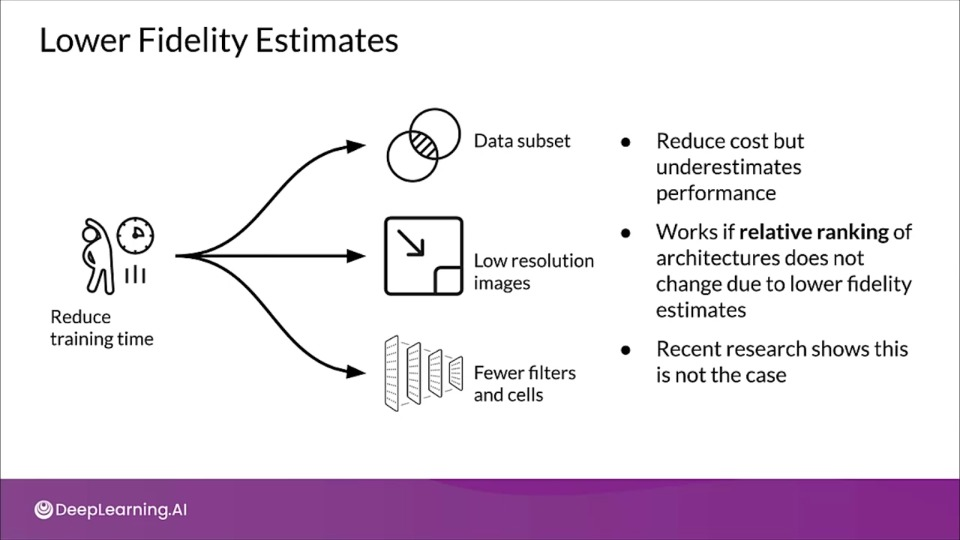 Lower Fidelity Estimates
Reduce
training time
Data subset
Low resolution
images
Fewer filters
and cells
● Reduce cost but
underestimates
performance
● Works if relative ranking of
architectures does not
change due to lower fidelity
estimates
● Recent research shows this
is not the case
DeepLearning.AI